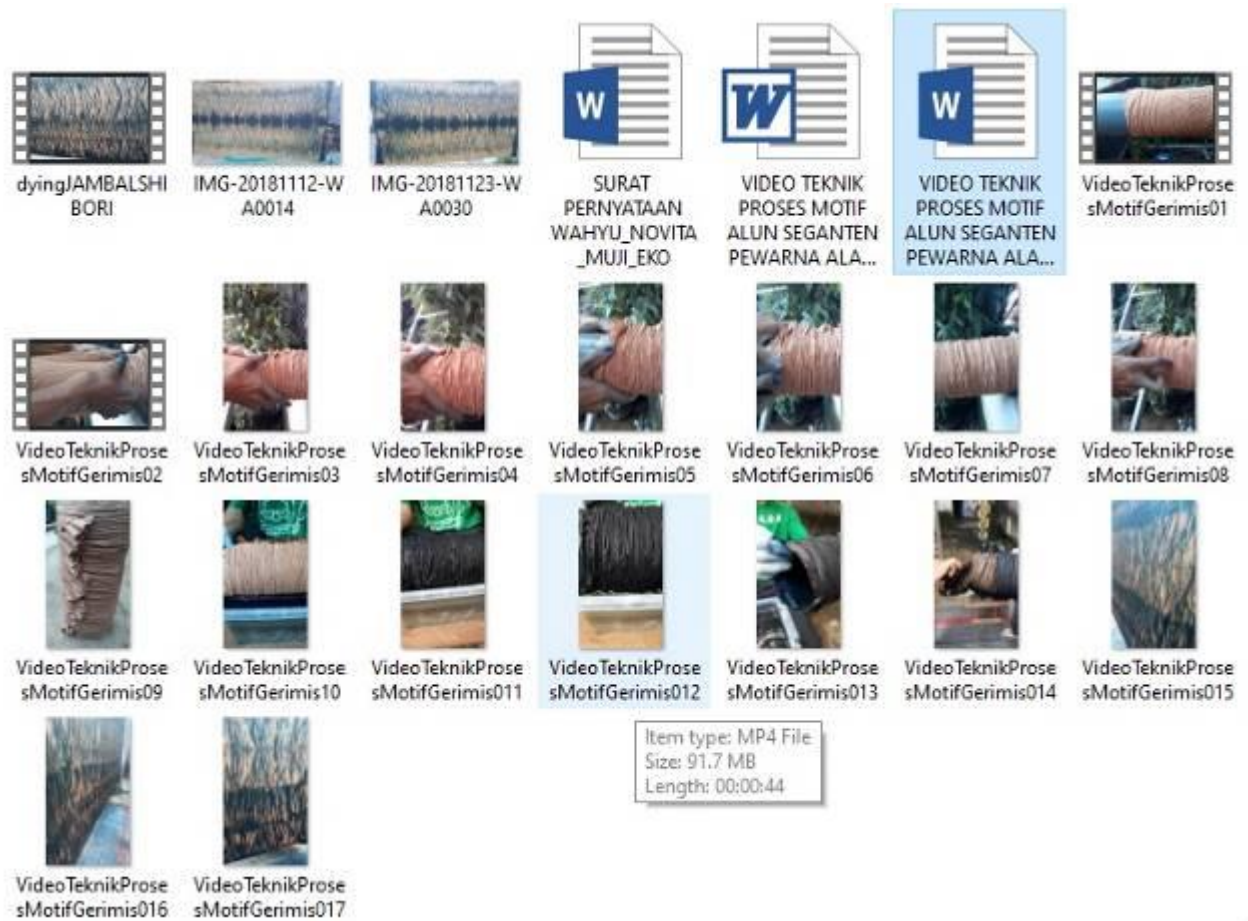 dyingJAMBALSHI
BORI
IMG-20181112-W
A0014
IMG-20181123-W
A0030
SURAT
PERNYATAAN
WAHYU_NOVITA
_MUJI_EKO
VIDEO TEKNIK
PROSES MOTIF
ALUN SEGANTEN
PEWARNA ALA...
VIDEO TEKNIK
PROSES MOTIF
ALUN SEGANTEN
PEWARNA ALA...
VideoTeknikProse
sMotifGerimis01
VideoTeknikProse
sMotifGerimis02
VideoTeknikProse
sMotifGerimis03
VideoTeknikProse
sMotifGerimis04
VideoTeknikProse
sMotifGerimis05
VideoTeknikProse
sMotifGerimis06
VideoTeknikProse
sMotifGerimis07
VideoTeknikProse
sMotifGerimis08
VideoTeknikProse
sMotifGerimis09
VideoTeknikProse
sMotifGerimis10
VideoTeknikProse
sMotifGerimis011
VideoTeknikProse
sMotifGerimis012
VideoTeknikProse
sMotifGerimis013
VideoTeknikProse
sMotifGerimis014
VideoTeknikProse
sMotifGerimis015
Item type: MP4 File
Size: 91.7 MB
Length: 00:00:44
VideoTeknikProse
sMotifGerimis016
VideoTeknikProse
sMotifGerimis017